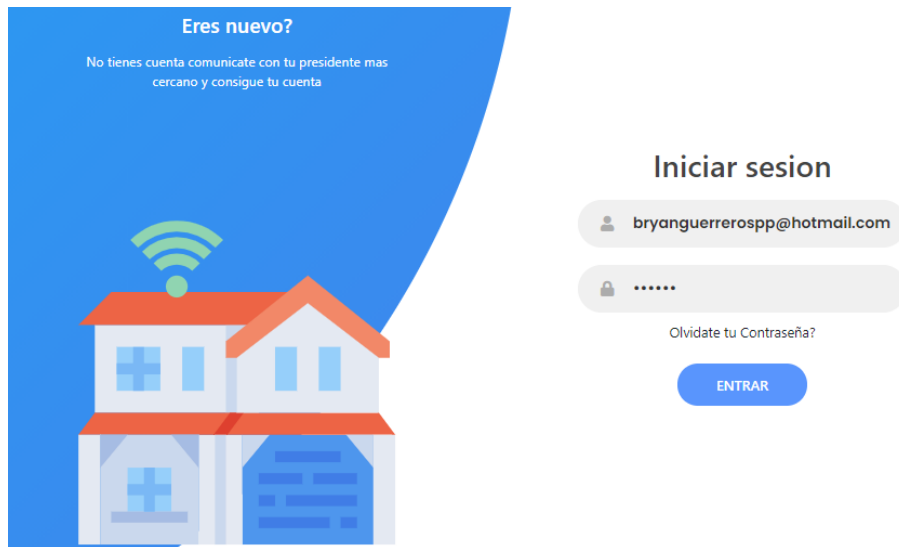 Eres nuevo?
No tienes cuenta comunicate con tu presidente mas
cercano y consigue tu cuenta
Iniciar sesion
bryanguerrerospp@hotmail.com
••••••
Olvidate tu Contraseña?
ENTRAR